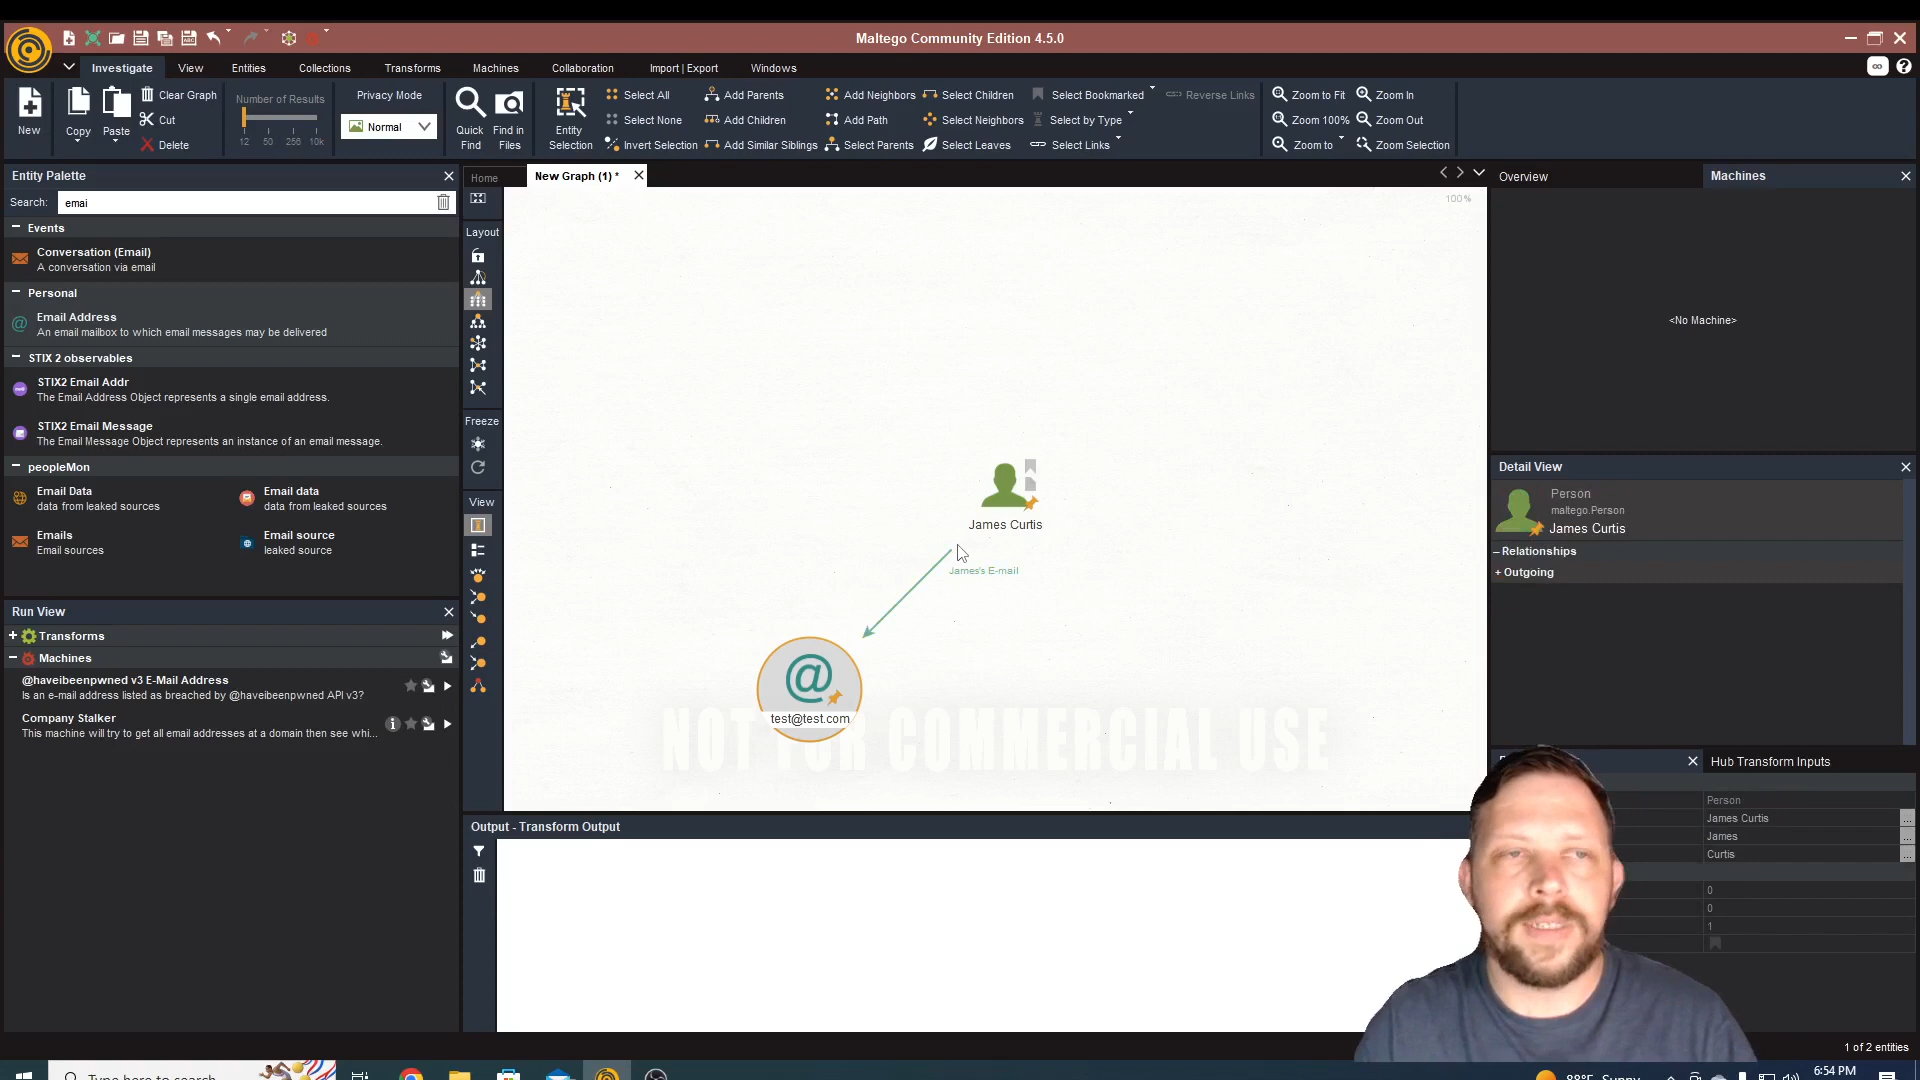 Maltego Community Edition 4.5.0
Investigate View Entities Collections Transforms Machines Collaboration Import | Export Windows
New
Copy
Paste
Clear Graph
Cut
Delete
Number of Results
12 50 256 10k
Privacy Mode
Normal
Quick Find
Find in Files
Entity Selection
Select All
Select None
Invert Selection
Add Parents
Add Children
Add Similar Siblings
Add Neighbors
Add Path
Select Parents
Select Children
Select Neighbors
Select Leaves
Select Bookmarked
Select by Type
Select Links
Reverse Links
Zoom to Fit
Zoom 100%
Zoom to
Zoom In
Zoom Out
Zoom Selection
Entity Palette
Search: emai
Events
Conversation (Email)
A conversation via email
Personal
Email Address
An email mailbox to which email messages may be delivered
STIX 2 observables
STIX2 Email Addr
The Email Address Object represents a single email address.
STIX2 Email Message
The Email Message Object represents an instance of an email message.
peopleMon
Email Data
data from leaked sources
Email data
data from leaked sources
Emails
Email sources
Email source
leaked source
Run View
Transforms
Machines
@haveibeenpwned v3 E-Mail Address
Is an e-mail address listed as breached by @haveibeenpwned API v3?
Company Stalker
This machine will try to get all email addresses at a domain then see whi...
Home
New Graph (1) *
Layout
Freeze
View
100%
James Curtis
James's E-mail
@
test@test.com
NOT FOR COMMERCIAL USE
Output - Transform Output
Overview
Machines
<No Machine>
Detail View
Person
maltego.Person
James Curtis
– Relationships
+ Outgoing
Hub Transform Inputs
Person
James Curtis
James
Curtis
0
0
1
1 of 2 entities
Type here to search
88°F Sunny
6:54 PM